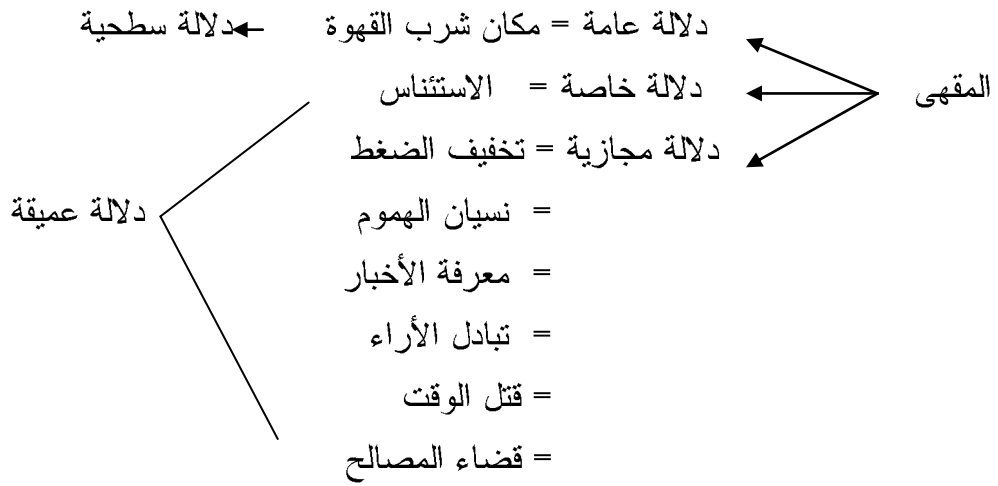 دلالة عامة = مكان شرب القهوة دلالة سطحية
المقهى دلالة خاصة = الاستئناس
دلالة مجازية = تخفيف الضغط
= نسيان الهموم
دلالة عميقة
= معرفة الأخبار
= تبادل الأراء
= قتل الوقت
= قضاء المصالح